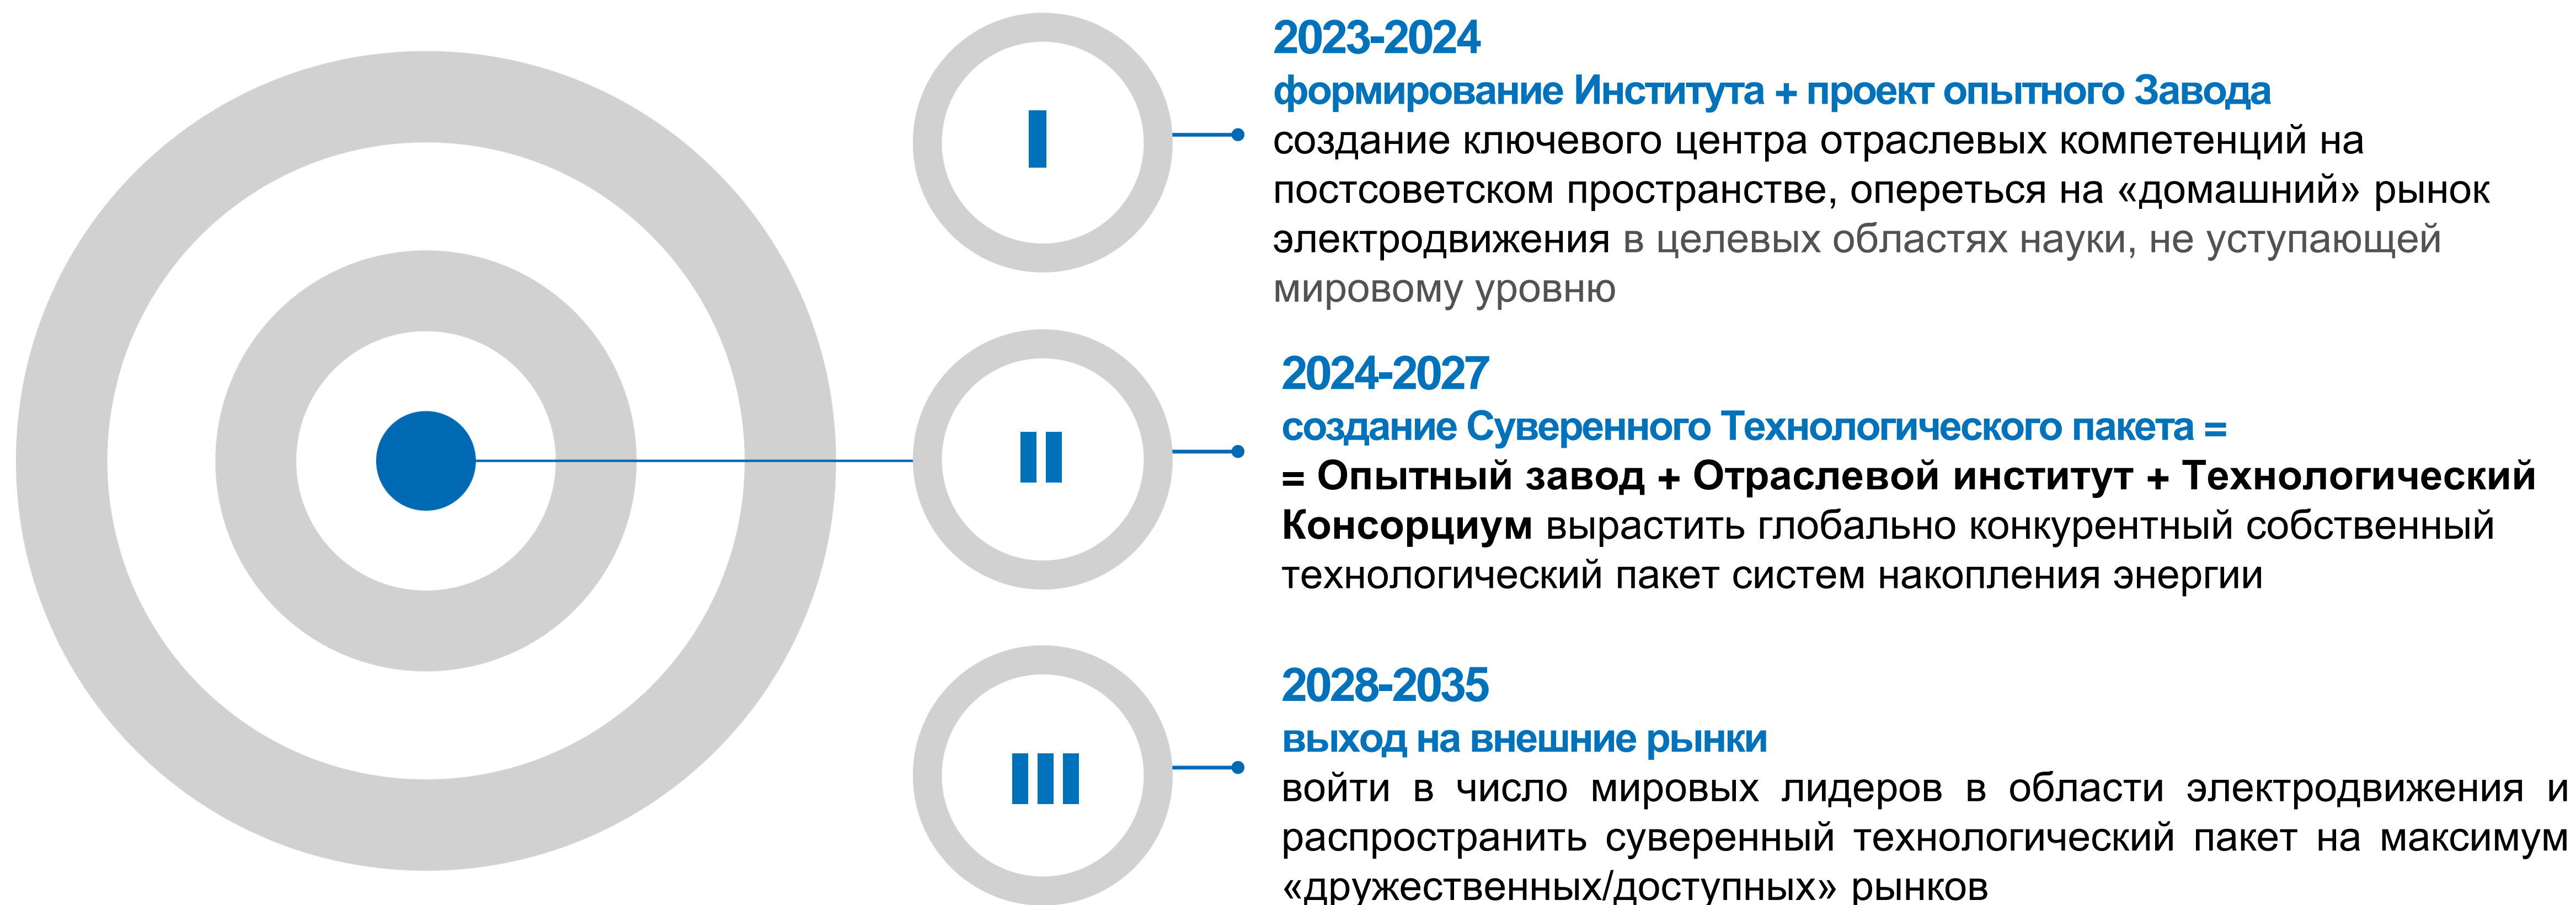 I
2023-2024
формирование Института + проект опытного Завода
создание ключевого центра отраслевых компетенций на
постсоветском пространстве, опереться на «домашний» рынок
электродвижения в целевых областях науки, не уступающей
мировому уровню
II
2024-2027
создание Суверенного Технологического пакета =
= Опытный завод + Отраслевой институт + Технологический
Консорциум вырастить глобально конкурентный собственный
технологический пакет систем накопления энергии
III
2028-2035
выход на внешние рынки
войти в число мировых лидеров в области электродвижения и
распространить суверенный технологический пакет на максимум
«дружественных/доступных» рынков